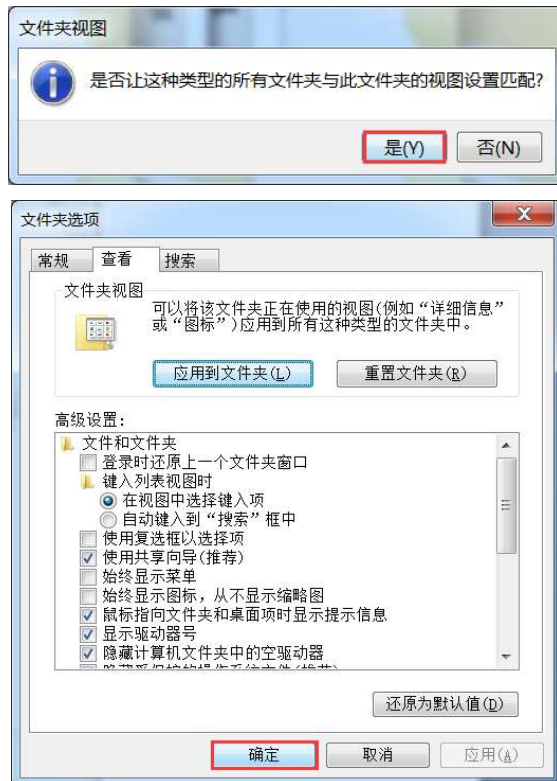 文件夹视图
是否让这种类型的所有文件夹与此文件夹的视图设置匹配?
是(Y)
否(N)
文件夹选项
常规
查看
搜索
文件夹视图
可以将该文件夹正在使用的视图(例如“详细信息”
或“图标”)应用到所有这种类型的文件夹中。
应用到文件夹(L)
重置文件夹(R)
高级设置:
文件和文件夹
登录时还原上一个文件夹窗口
键入列表视图时
在视图中选择键入项
自动键入到“搜索”框中
使用复选框以选择项
使用共享向导(推荐)
始终显示菜单
始终显示图标，从不显示缩略图
鼠标指向文件夹和桌面项时显示提示信息
显示驱动器号
隐藏计算机文件夹中的空驱动器
还原为默认值(D)
确定
取消
应用(A)